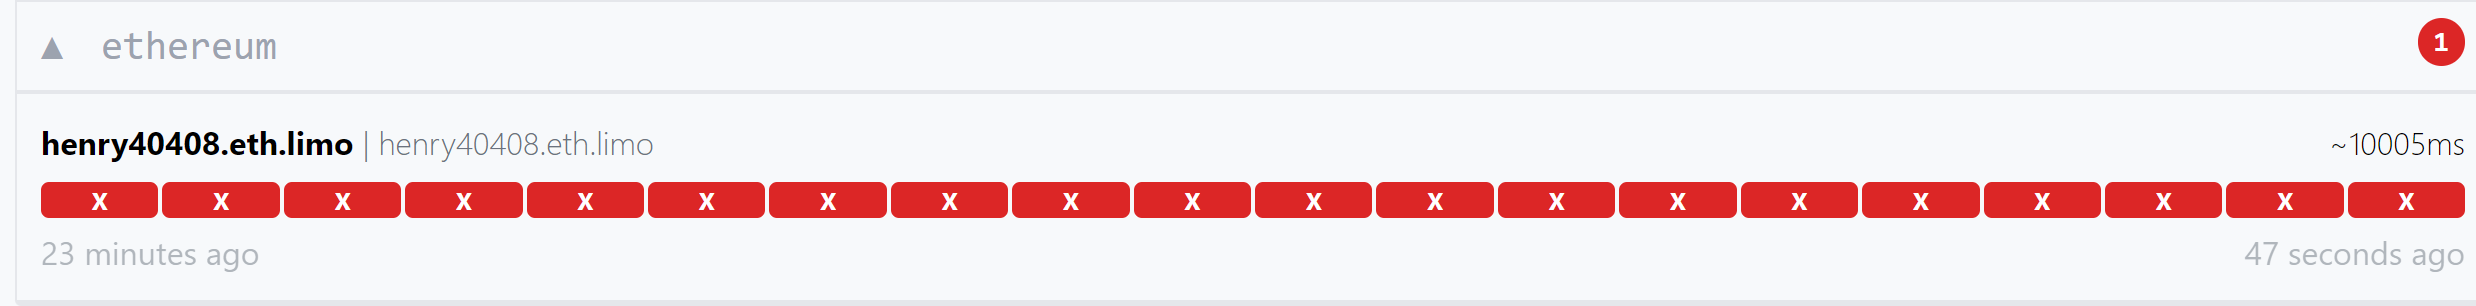 ▲ ethereum 1
henry40408.eth.limo | henry40408.eth.limo ~10005ms
x x x x x x x x x x x x x x x x x x x x
23 minutes ago 47 seconds ago